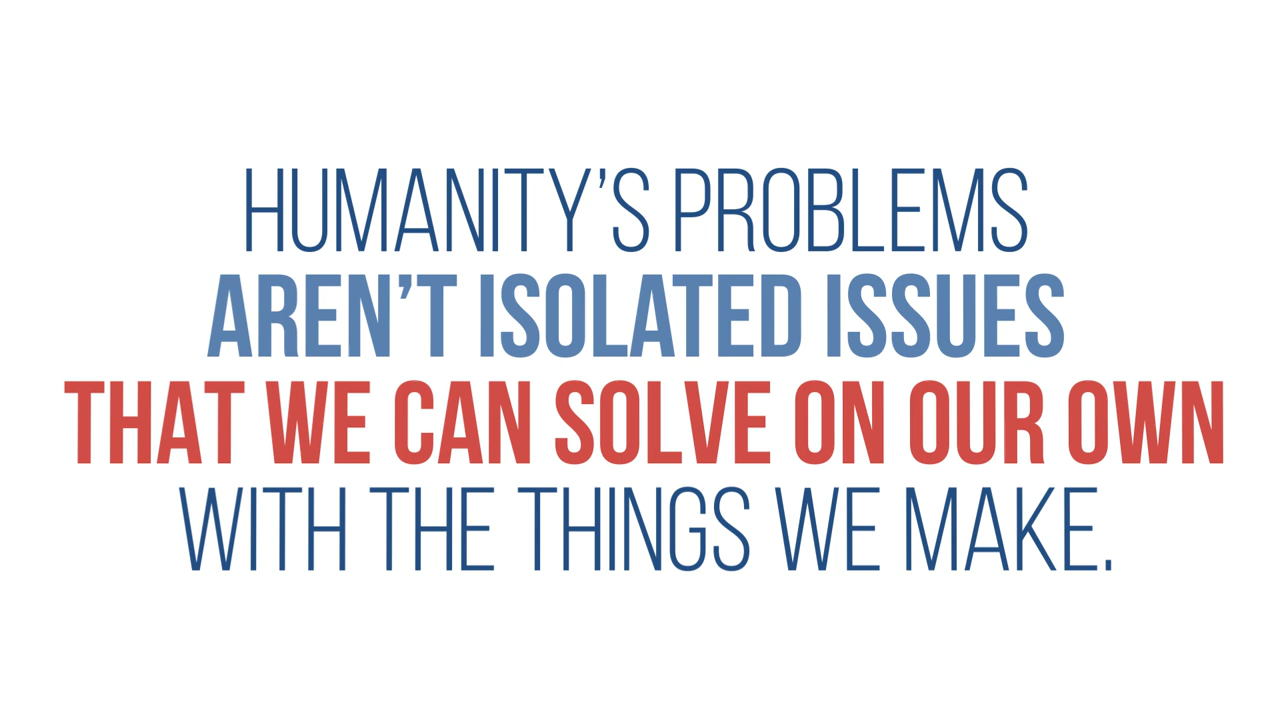 HUMANITY’S PROBLEMS
AREN’T ISOLATED ISSUES
THAT WE CAN SOLVE ON OUR OWN
WITH THE THINGS WE MAKE.